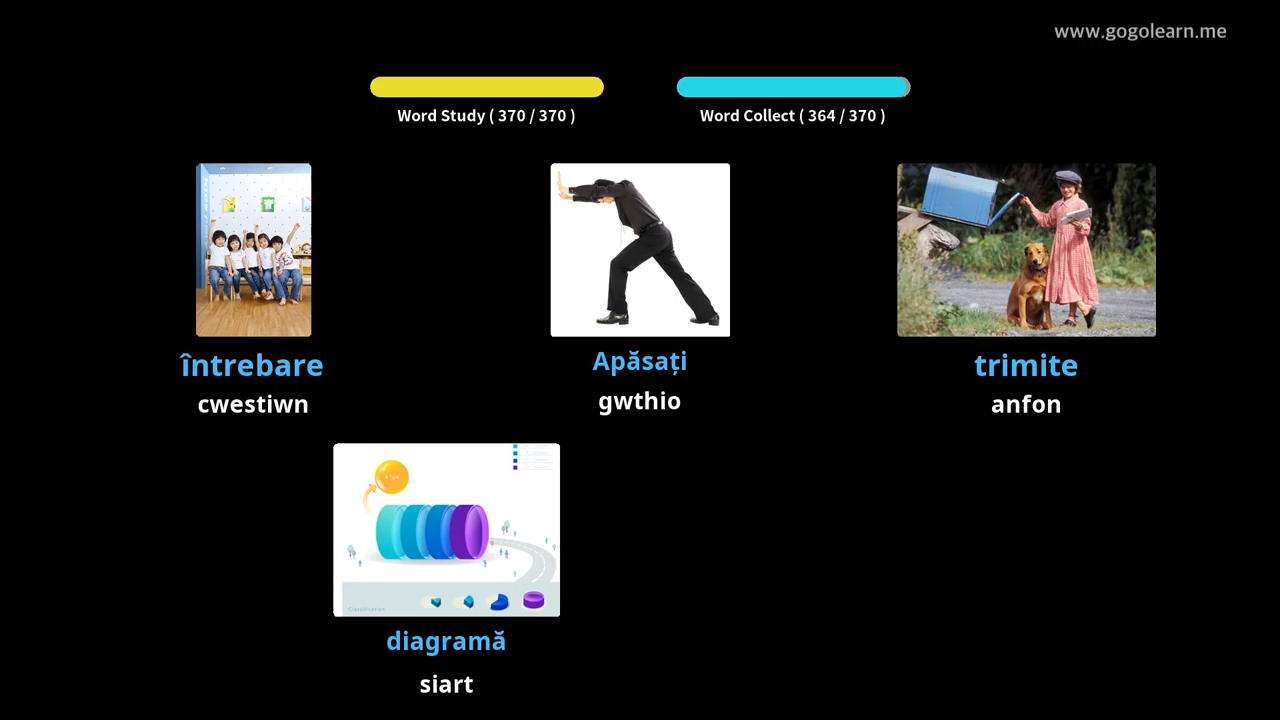 www.gogolearn.me
Word Study ( 370 / 370 )
Word Collect ( 364 / 370 )
întrebare
cwestiwn
Apăsați
gwthio
trimite
anfon
Classification
diagramă
siart